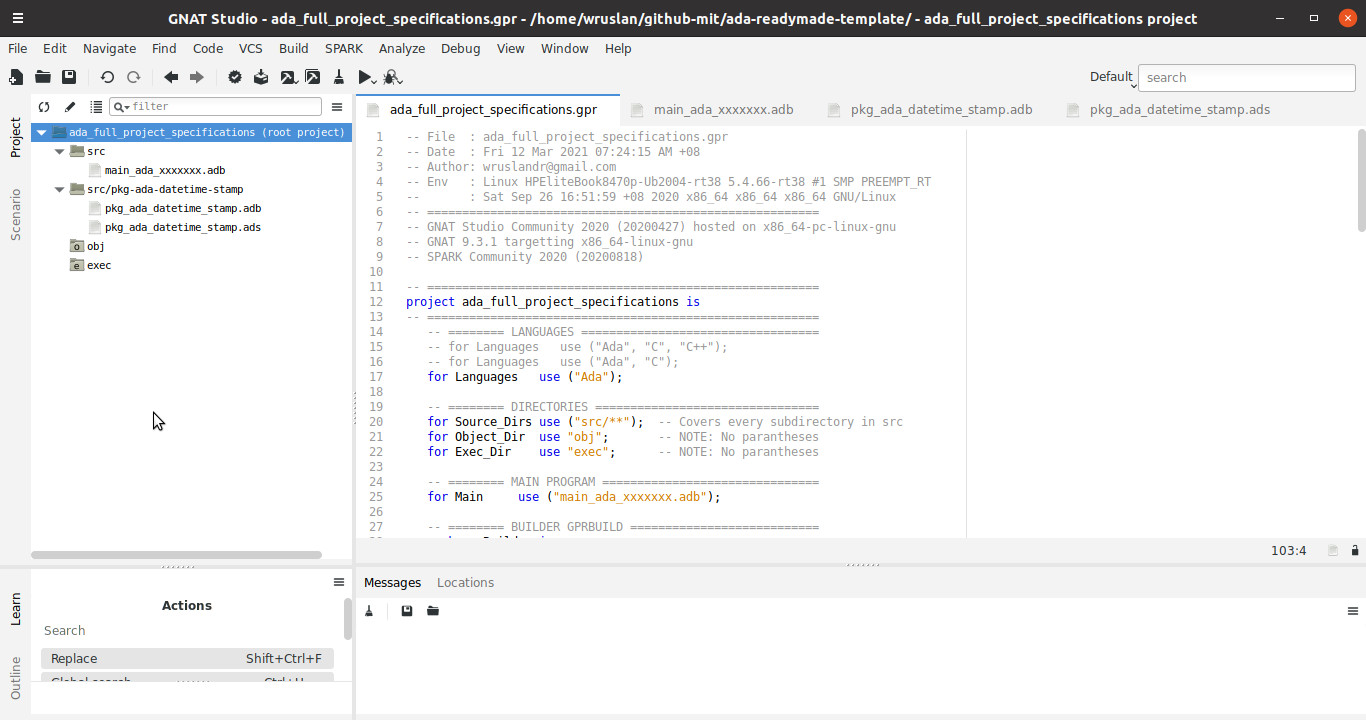 GNAT Studio - ada_full_project_specifications.gpr - /home/wruslan/github-mit/ada-readymade-template/ - ada_full_project_specifications project
File Edit Navigate Find Code VCS Build SPARK Analyze Debug View Window Help
Default search
Project
Scenario
filter
ada_full_project_specifications (root project)
src
main_ada_xxxxxxx.adb
src/pkg-ada-datetime-stamp
pkg_ada_datetime_stamp.adb
pkg_ada_datetime_stamp.ads
obj
exec
ada_full_project_specifications.gpr main_ada_xxxxxxx.adb pkg_ada_datetime_stamp.adb pkg_ada_datetime_stamp.ads
1 -- File  : ada_full_project_specifications.gpr
2 -- Date  : Fri 12 Mar 2021 07:24:15 AM +08
3 -- Author: wruslandr@gmail.com
4 -- Env   : Linux HPEliteBook8470p-Ub2004-rt38 5.4.66-rt38 #1 SMP PREEMPT_RT
5 --       : Sat Sep 26 16:51:59 +08 2020 x86_64 x86_64 x86_64 GNU/Linux
6 -- ========================================================
7 -- GNAT Studio Community 2020 (20200427) hosted on x86_64-pc-linux-gnu
8 -- GNAT 9.3.1 targetting x86_64-linux-gnu
9 -- SPARK Community 2020 (20200818)
10
11 -- ========================================================
12 project ada_full_project_specifications is
13 -- ========================================================
14    -- ======== LANGUAGES ==================================
15    -- for Languages   use ("Ada", "C", "C++");
16    -- for Languages   use ("Ada", "C");
17    for Languages   use ("Ada");
18
19    -- ======== DIRECTORIES ================================
20    for Source_Dirs use ("src/**");  -- Covers every subdirectory in src
21    for Object_Dir  use "obj";       -- NOTE: No parantheses
22    for Exec_Dir    use "exec";      -- NOTE: No parantheses
23
24    -- ======== MAIN PROGRAM ===============================
25    for Main     use ("main_ada_xxxxxxx.adb");
26
27    -- ======== BUILDER GPRBUILD ===========================
103:4
Learn
Outline
Actions
Search
Replace Shift+Ctrl+F
Messages Locations